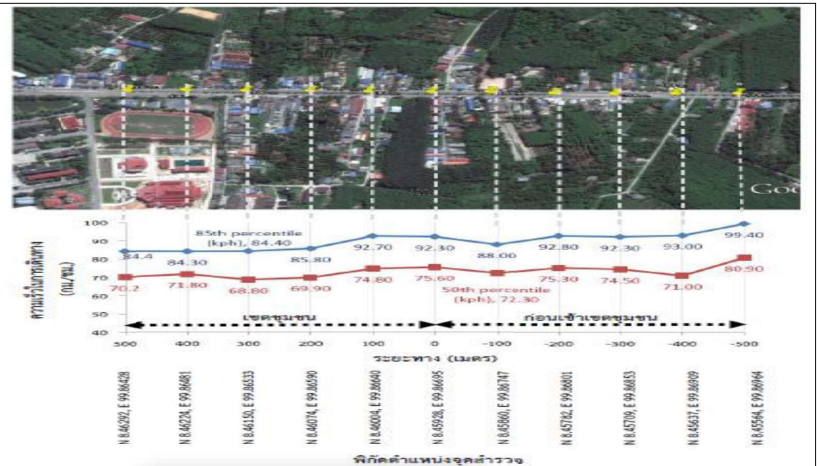 Goo
100
90
80
70
60
50
40
ความเร็วในการเดินทาง
(กม./ชม.)
85th percentile
(kph), 84.40
84.4
84.30
85.80
92.70
92.30
88.00
92.80
92.30
93.00
99.40
70.2
71.80
68.80
69.90
74.80
75.60
72.30
75.30
74.50
71.00
80.90
50th percentile
(kph), 72.30
เขตชุมชน
ก่อนเข้าเขตชุมชน
500 400 300 200 100 0 -100 -200 -300 -400 -500
ระยะทาง (เมตร)
N 8.46292, E 99.86428
N 8.46224, E 99.86481
N 8.46150, E 99.86533
N 8.46074, E 99.86590
N 8.46004, E 99.86640
N 8.45928, E 99.86695
N 8.45860, E 99.86747
N 8.45782, E 99.86801
N 8.45709, E 99.86853
N 8.45637, E 99.86909
N 8.45564, E 99.86964
พิกัดตำแหน่งจุดสำรวจ